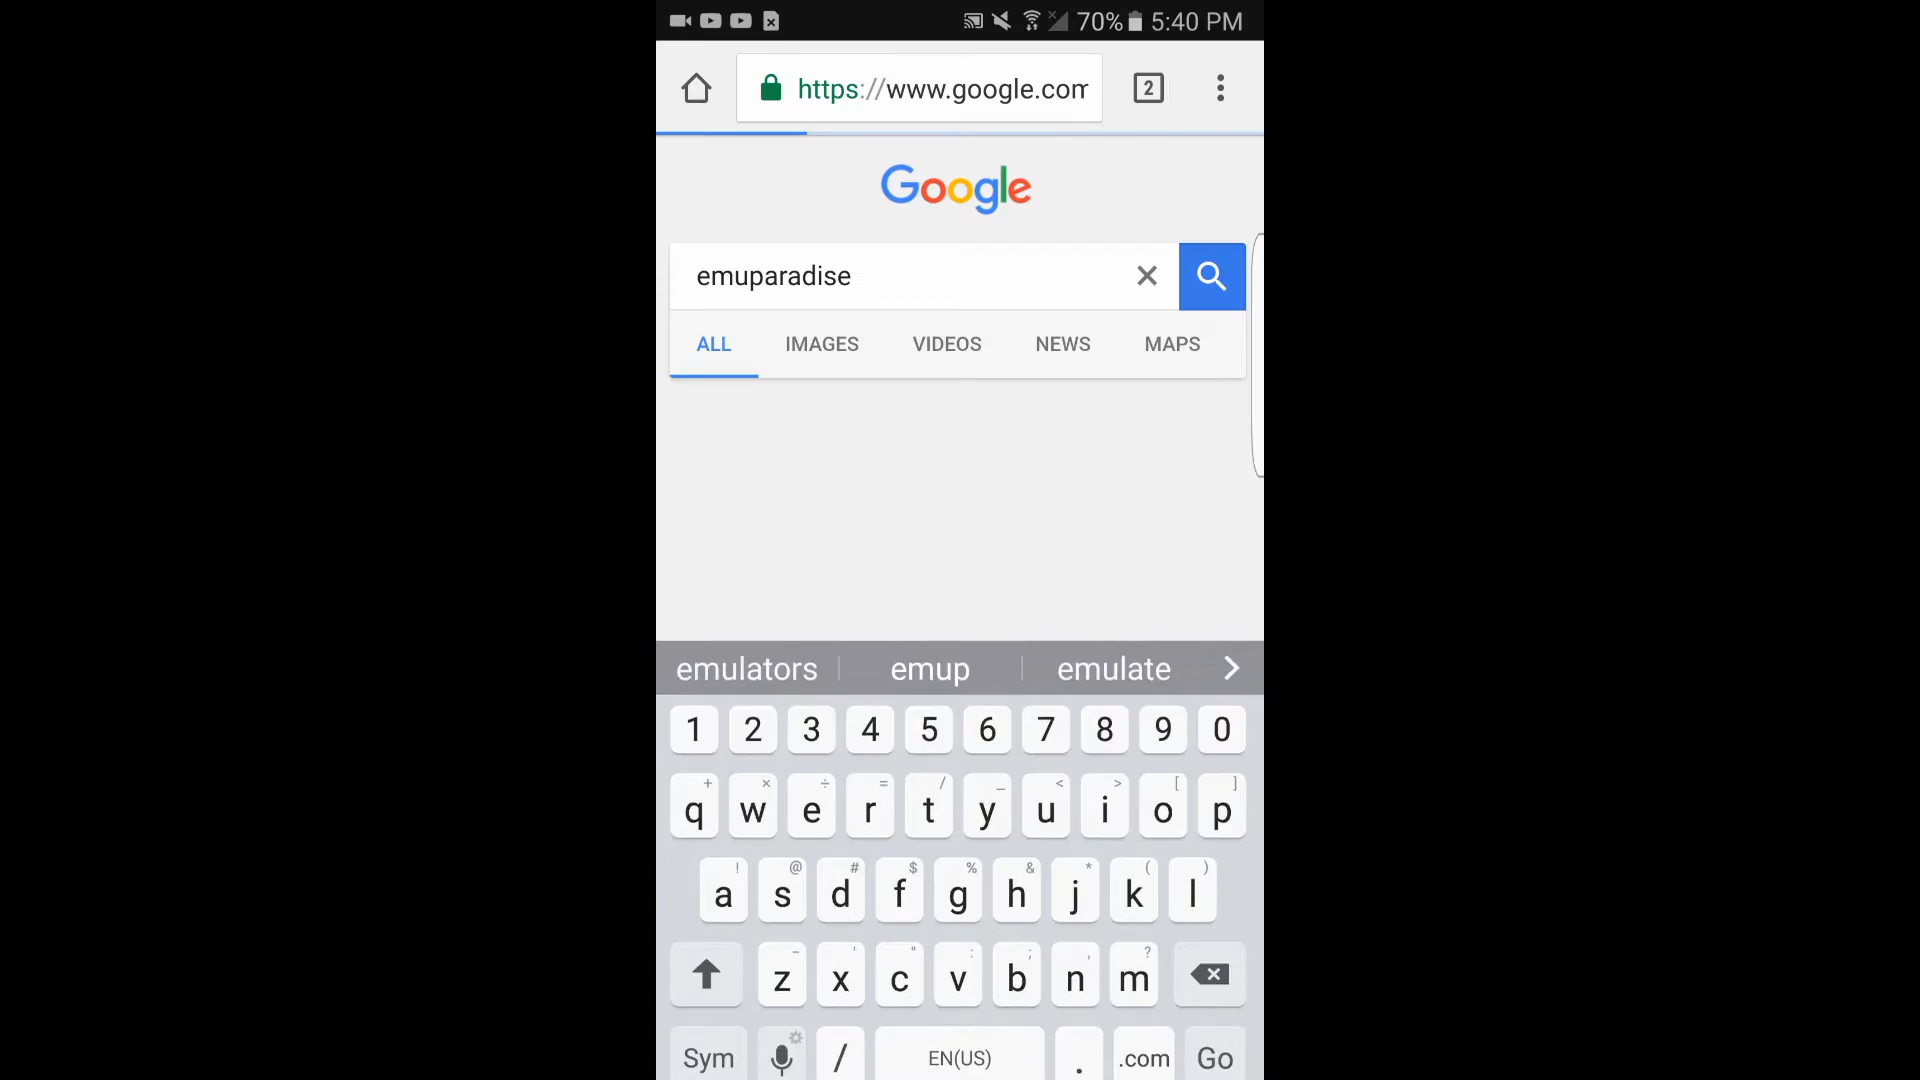 70% 5:40 PM
https://www.google.com 2
Google
emuparadise
ALL IMAGES VIDEOS NEWS MAPS
emulators emup emulate
1 2 3 4 5 6 7 8 9 0
+ × ÷ = / _ < > [ ]
q w e r t y u i o p
! @ # $ % & * ( )
a s d f g h j k l
- ' " : ; , ?
z x c v b n m
Sym / EN(US) . .com Go